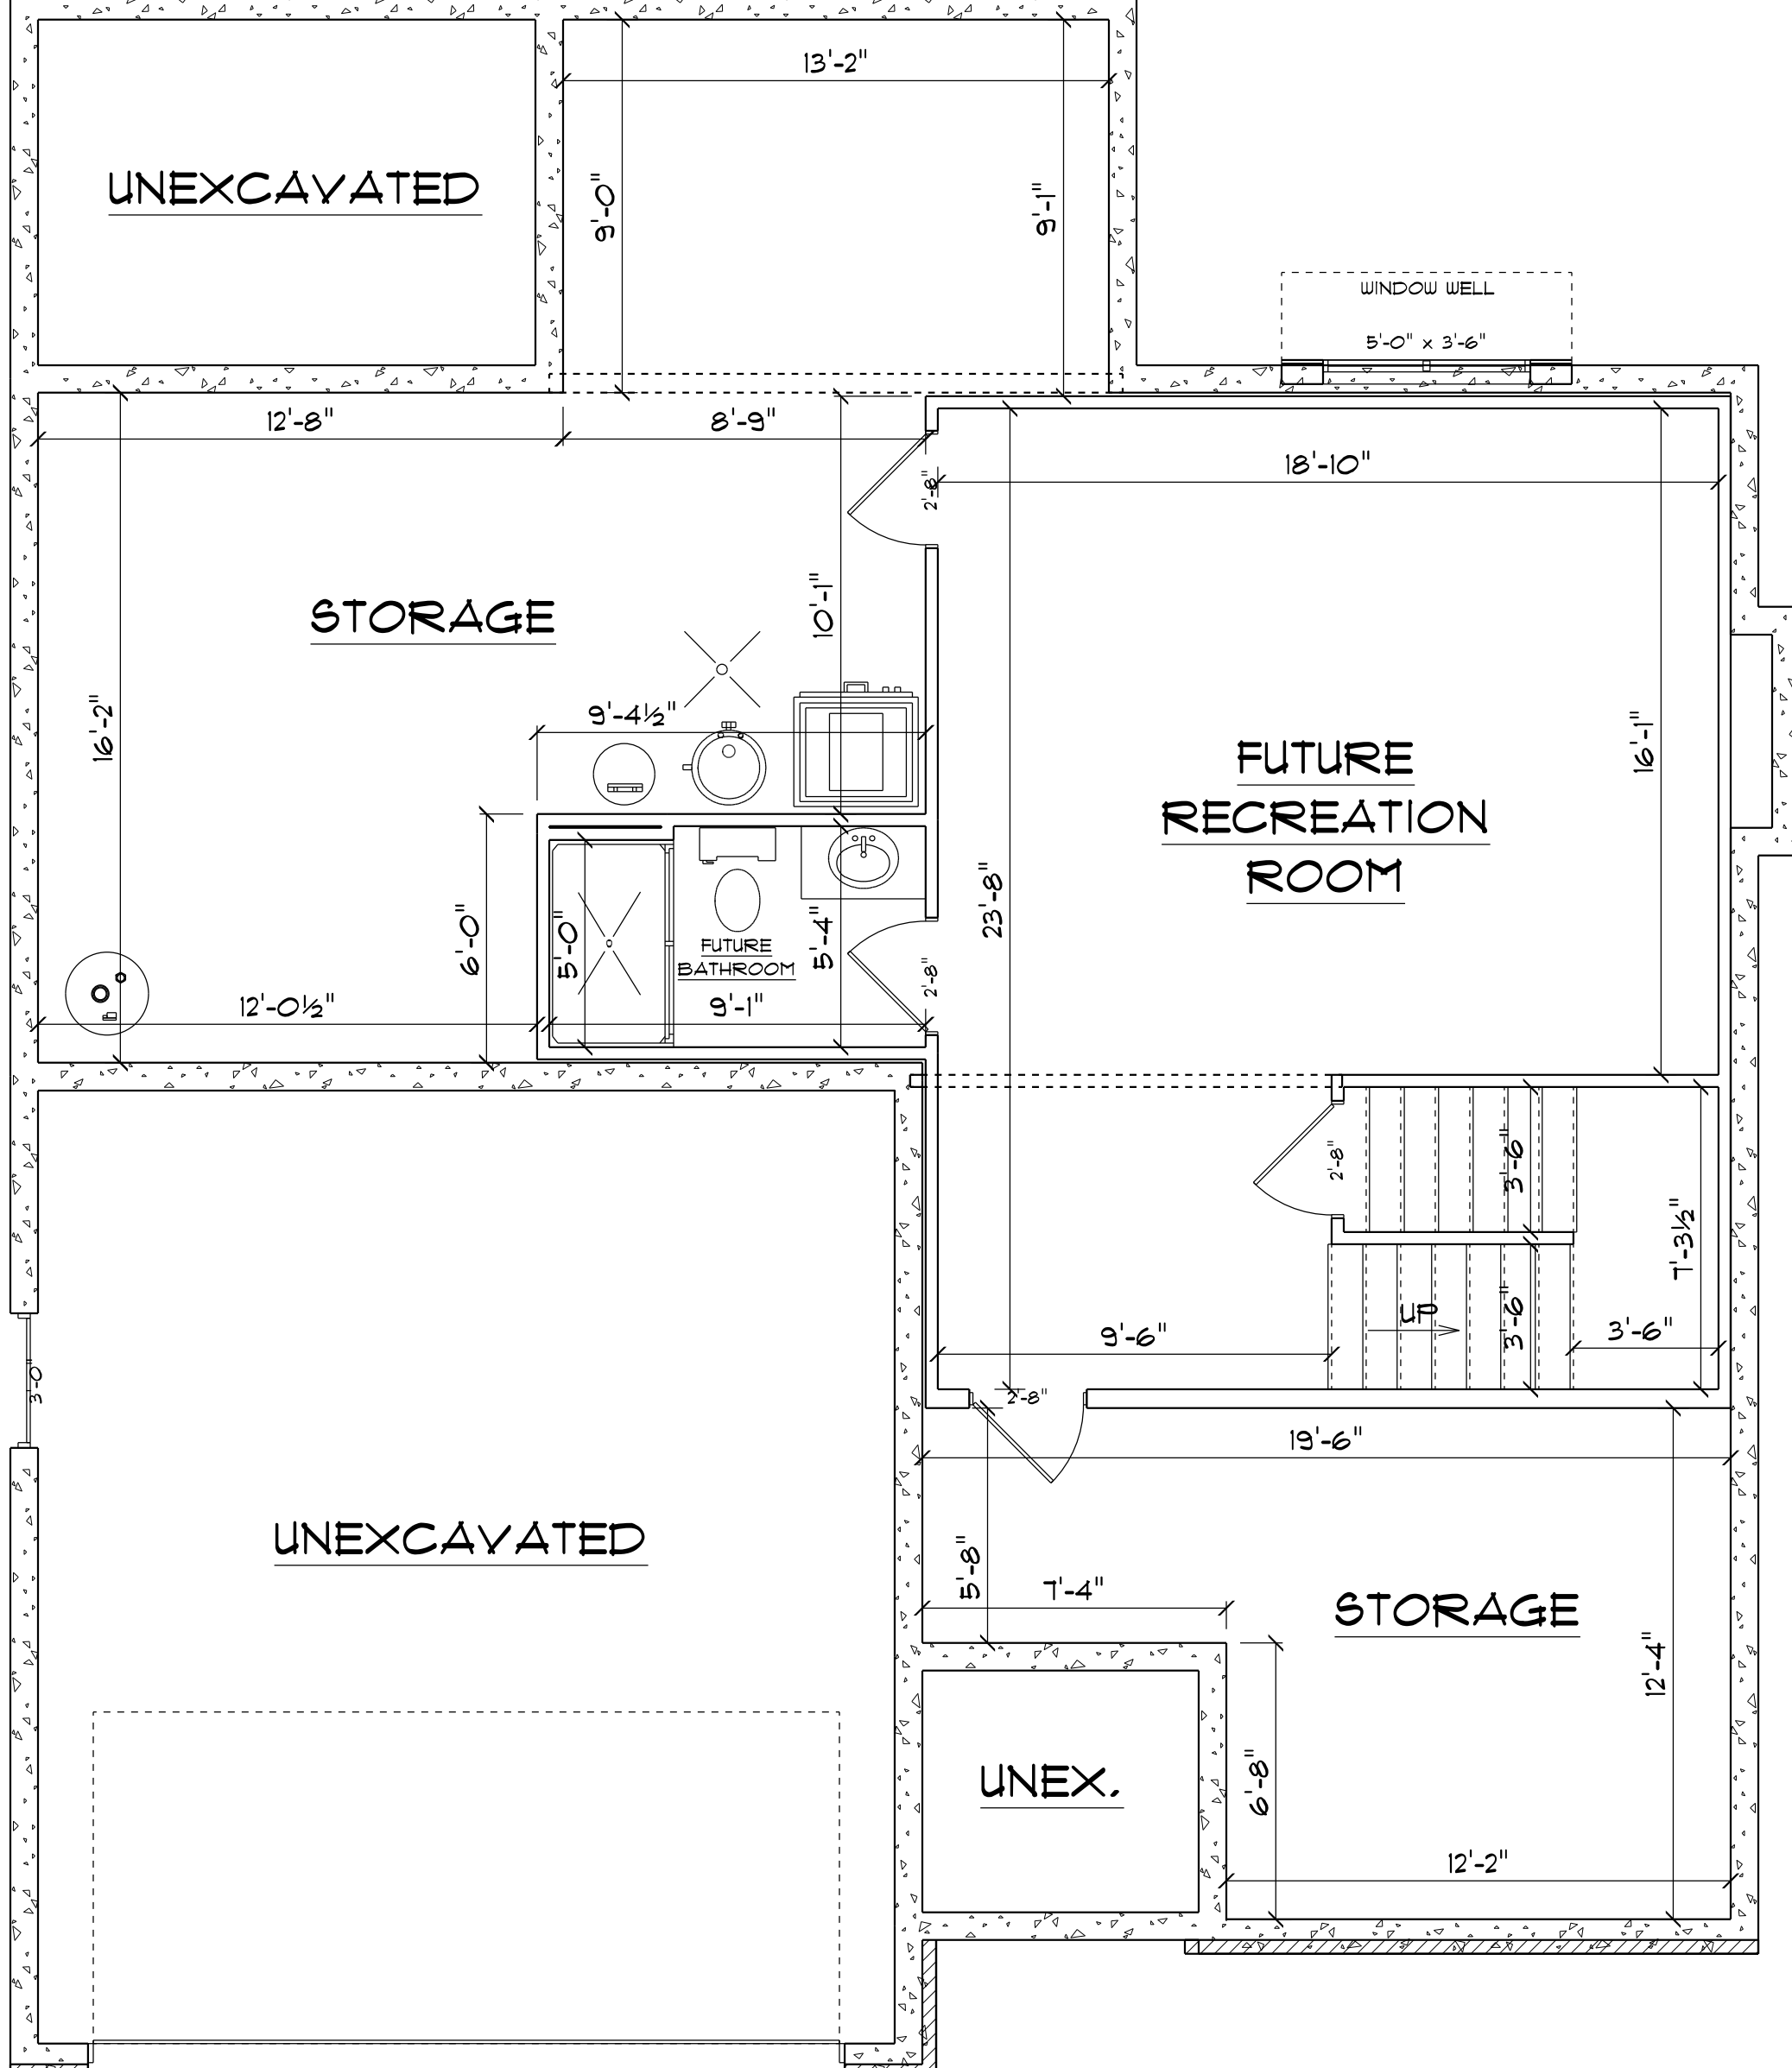 13'-2"
UNEXCAVATED
9'-0"
9'-1"
WINDOW WELL
5'-0" x 3'-6"
12'-8"
8'-9"
18'-10"
2'-8"
STORAGE
10'-1"
16'-2"
9'-4½"
16'-1"
FUTURE
RECREATION
ROOM
23'-8"
6'-0"
5'-0"
5'-4"
FUTURE
BATHROOM
2'-8"
12'-0½"
9'-1"
2'-8"
3'-6"
7'-3½"
UP
3'-6"
9'-6"
3'-6"
3'-0"
2'-8"
19'-6"
UNEXCAVATED
5'-8"
7'-4"
STORAGE
12'-4"
UNEX.
6'-8"
12'-2"